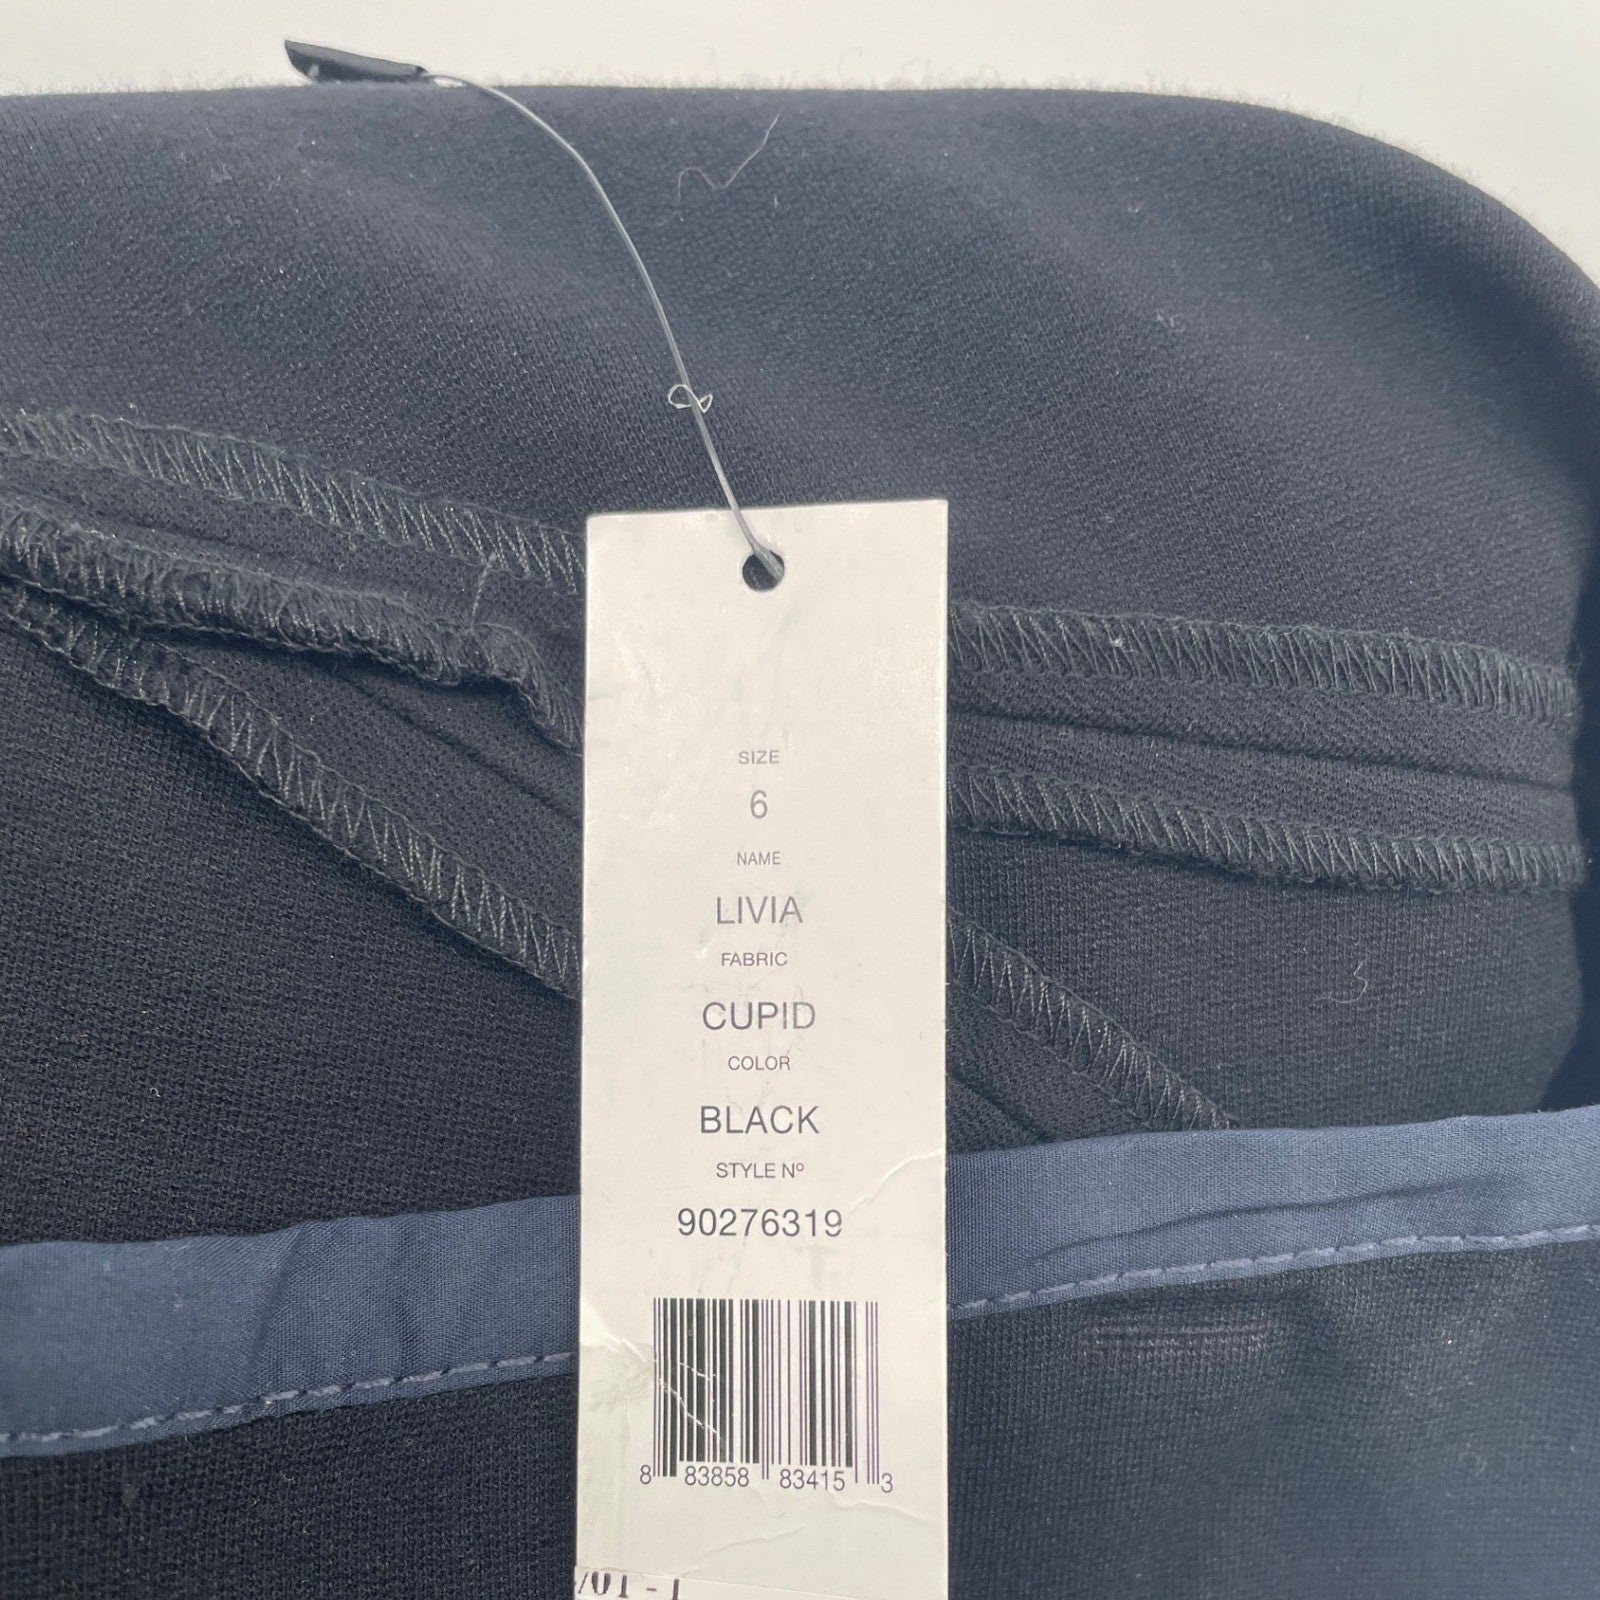 SIZE
6
NAME
LIVIA
FABRIC
CUPID
COLOR
BLACK
STYLE Nº
90276319
8 83858 83415 3